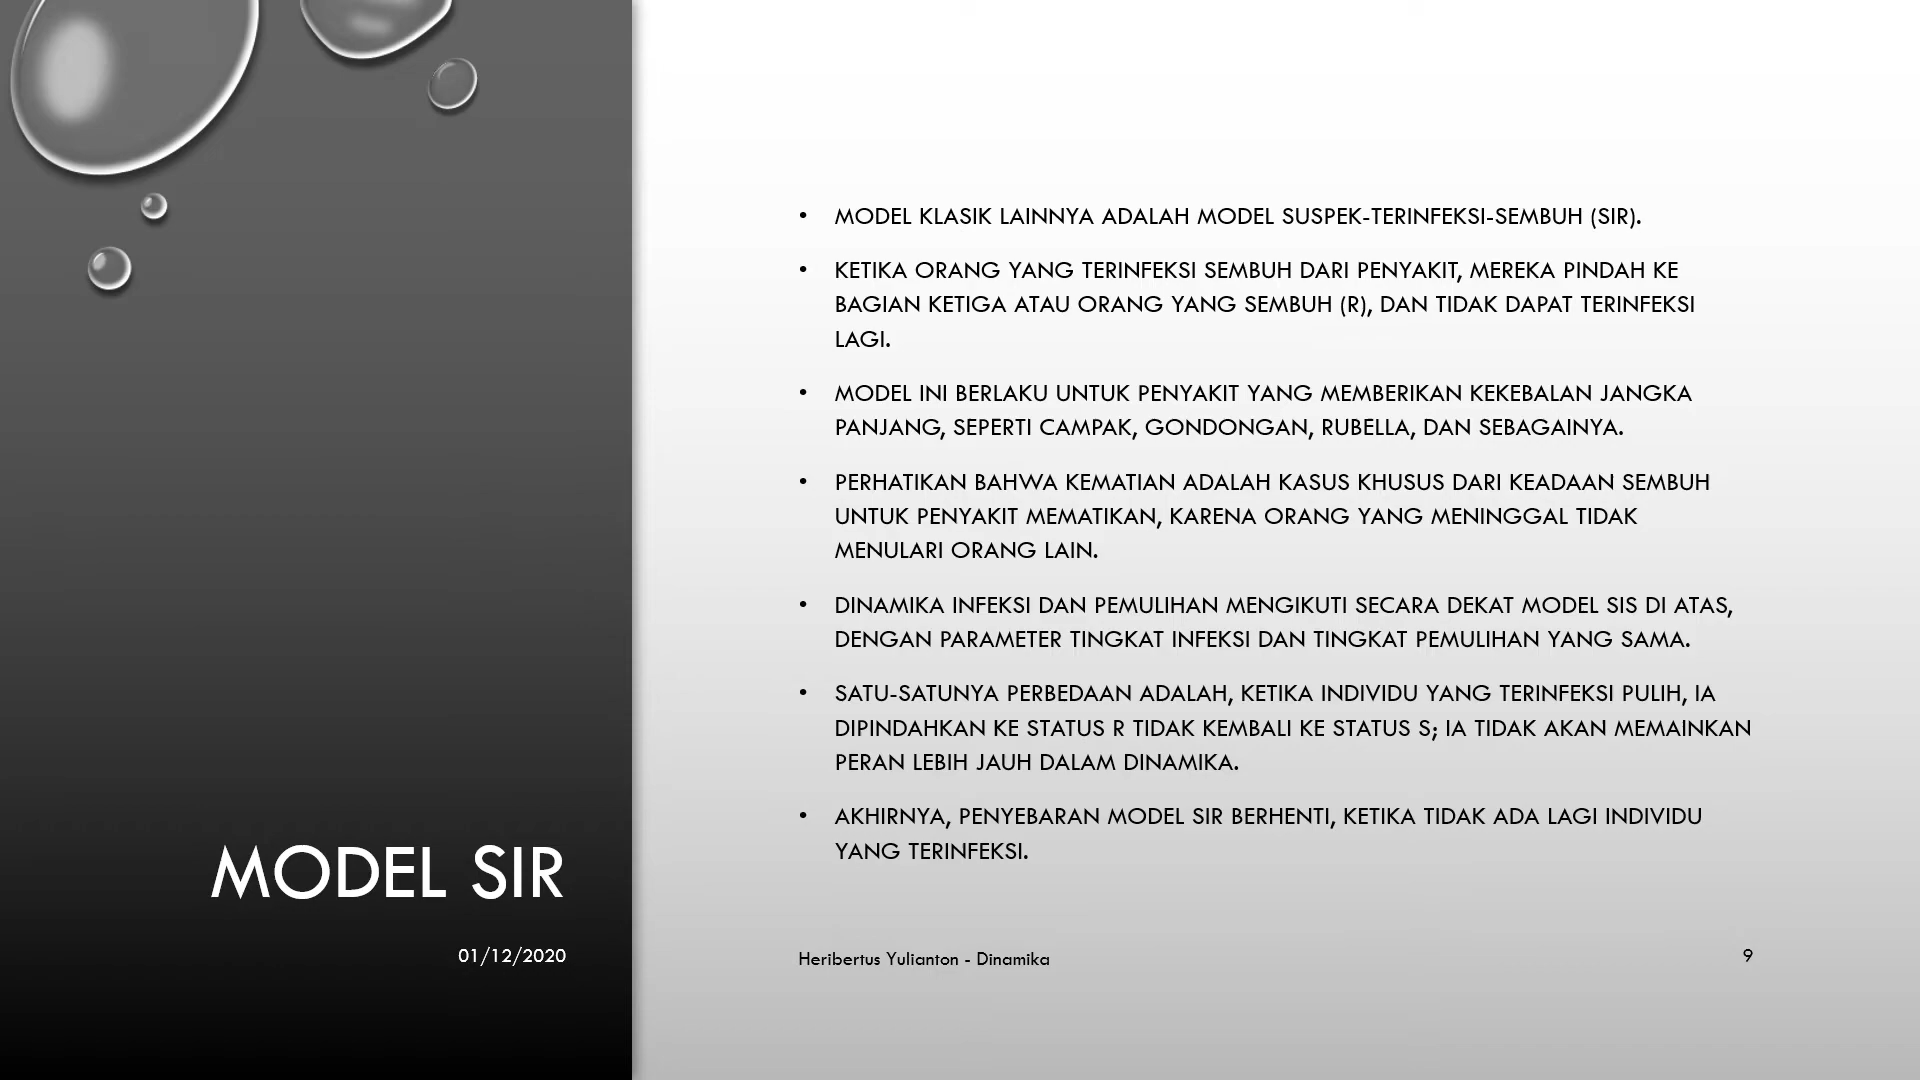 • MODEL KLASIK LAINNYA ADALAH MODEL SUSPEK-TERINFEKSI-SEMBUH (SIR).
• KETIKA ORANG YANG TERINFEKSI SEMBUH DARI PENYAKIT, MEREKA PINDAH KE
BAGIAN KETIGA ATAU ORANG YANG SEMBUH (R), DAN TIDAK DAPAT TERINFEKSI
LAGI.
• MODEL INI BERLAKU UNTUK PENYAKIT YANG MEMBERIKAN KEKEBALAN JANGKA
PANJANG, SEPERTI CAMPAK, GONDONGAN, RUBELLA, DAN SEBAGAINYA.
• PERHATIKAN BAHWA KEMATIAN ADALAH KASUS KHUSUS DARI KEADAAN SEMBUH
UNTUK PENYAKIT MEMATIKAN, KARENA ORANG YANG MENINGGAL TIDAK
MENULARI ORANG LAIN.
• DINAMIKA INFEKSI DAN PEMULIHAN MENGIKUTI SECARA DEKAT MODEL SIS DI ATAS,
DENGAN PARAMETER TINGKAT INFEKSI DAN TINGKAT PEMULIHAN YANG SAMA.
• SATU-SATUNYA PERBEDAAN ADALAH, KETIKA INDIVIDU YANG TERINFEKSI PULIH, IA
DIPINDAHKAN KE STATUS R TIDAK KEMBALI KE STATUS S; IA TIDAK AKAN MEMAINKAN
PERAN LEBIH JAUH DALAM DINAMIKA.
• AKHIRNYA, PENYEBARAN MODEL SIR BERHENTI, KETIKA TIDAK ADA LAGI INDIVIDU
YANG TERINFEKSI.
MODEL SIR
01/12/2020
Heribertus Yulianton - Dinamika
9